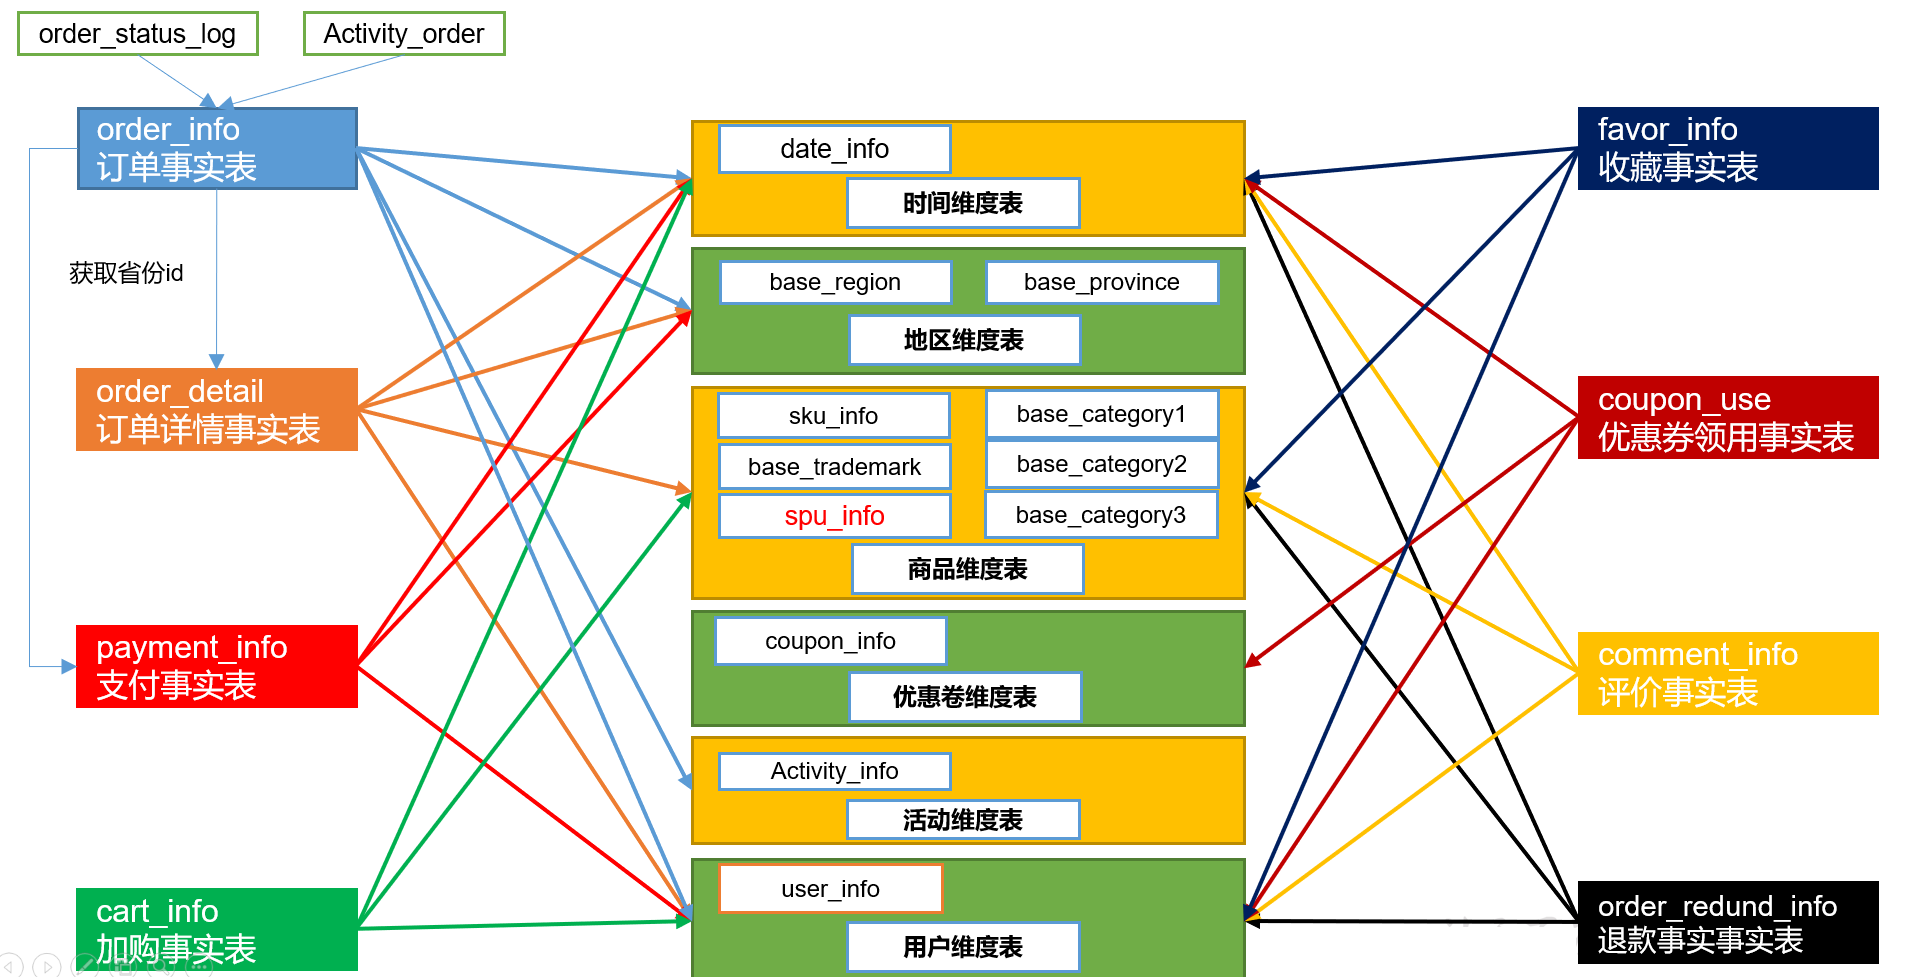 order_status_log
Activity_order
order_info
订单事实表
获取省份id
order_detail
订单详情事实表
payment_info
支付事实表
cart_info
加购事实表
date_info
时间维度表
base_region
base_province
地区维度表
sku_info
base_category1
base_trademark
base_category2
spu_info
base_category3
商品维度表
coupon_info
优惠卷维度表
Activity_info
活动维度表
user_info
用户维度表
favor_info
收藏事实表
coupon_use
优惠券领用事实表
comment_info
评价事实表
order_redund_info
退款事实事实表